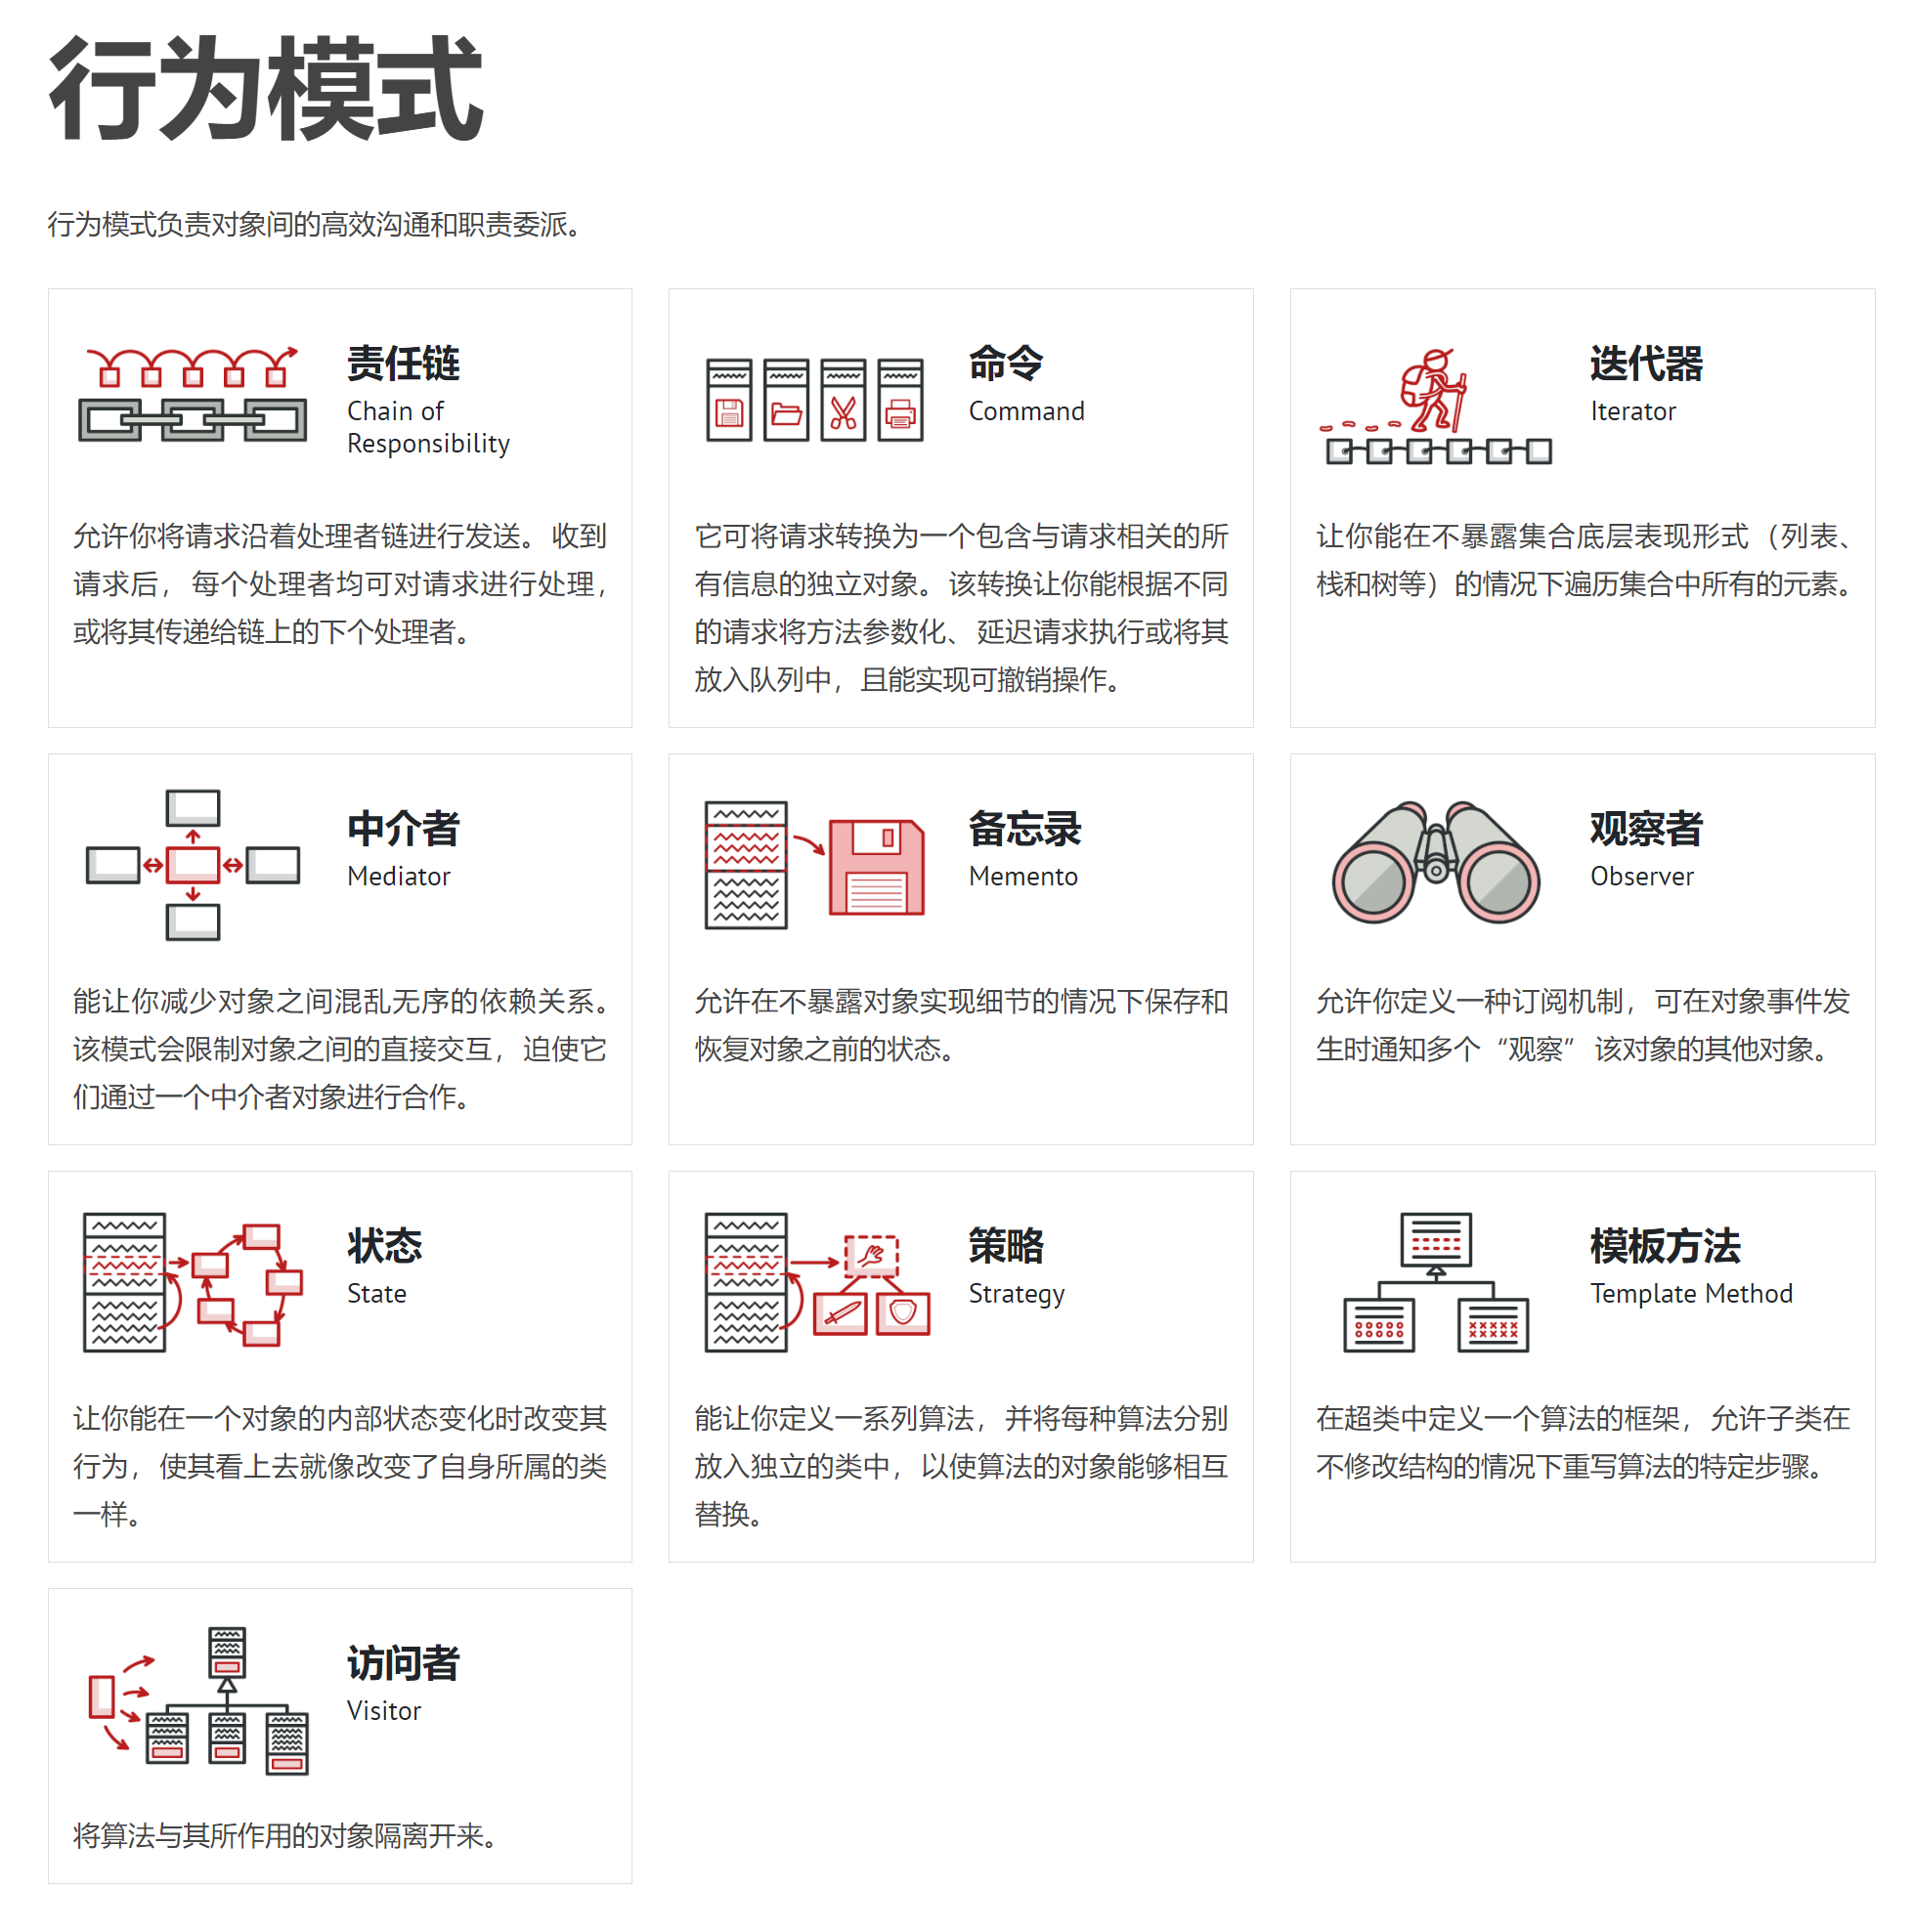 行为模式
行为模式负责对象间的高效沟通和职责委派。
责任链
Chain of
Responsibility
允许你将请求沿着处理者链进行发送。 收到
请求后， 每个处理者均可对请求进行处理，
或将其传递给链上的下个处理者。
命令
Command
它可将请求转换为一个包含与请求相关的所
有信息的独立对象。 该转换让你能根据不同
的请求将方法参数化、 延迟请求执行或将其
放入队列中， 且能实现可撤销操作。
迭代器
Iterator
让你能在不暴露集合底层表现形式 （列表、
栈和树等） 的情况下遍历集合中所有的元素。
中介者
Mediator
能让你减少对象之间混乱无序的依赖关系。
该模式会限制对象之间的直接交互， 迫使它
们通过一个中介者对象进行合作。
备忘录
Memento
允许在不暴露对象实现细节的情况下保存和
恢复对象之前的状态。
观察者
Observer
允许你定义一种订阅机制， 可在对象事件发
生时通知多个 “观察” 该对象的其他对象。
状态
State
让你能在一个对象的内部状态变化时改变其
行为， 使其看上去就像改变了自身所属的类
一样。
策略
Strategy
能让你定义一系列算法， 并将每种算法分别
放入独立的类中， 以使算法的对象能够相互
替换。
模板方法
Template Method
在超类中定义一个算法的框架， 允许子类在
不修改结构的情况下重写算法的特定步骤。
访问者
Visitor
将算法与其所作用的对象隔离开来。